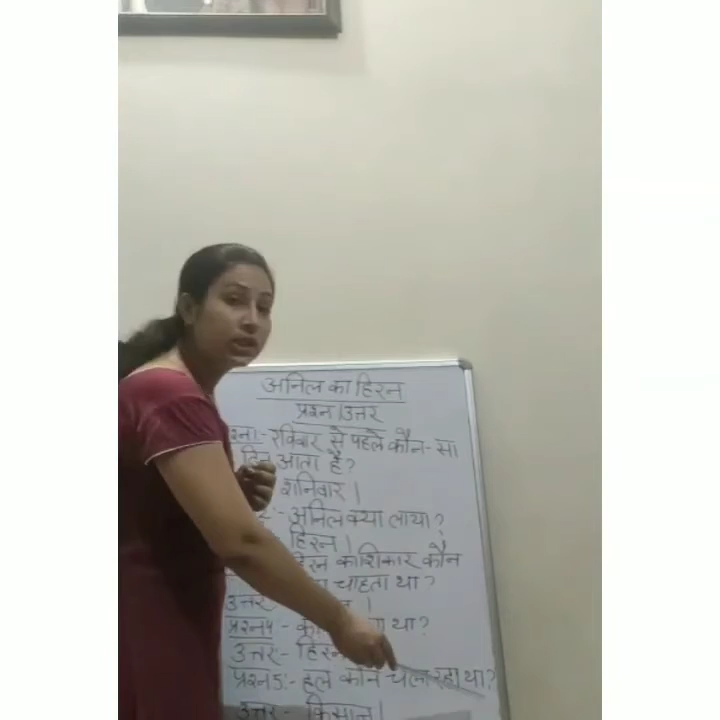 अनिल का हिरन
प्रश्न।उत्तर
रविवार से पहले कौन-सा
दिन आता है?
शनिवार।
:- अनिल क्या लाया?
हिरन।
हिरन का शिकार कौन
चाहता था?
उत्तर
प्रश्न4 - था?
उत्तर:- हिरन
प्रश्न5:- हल कौन चला रहा था?
उत्तर:- किसान।